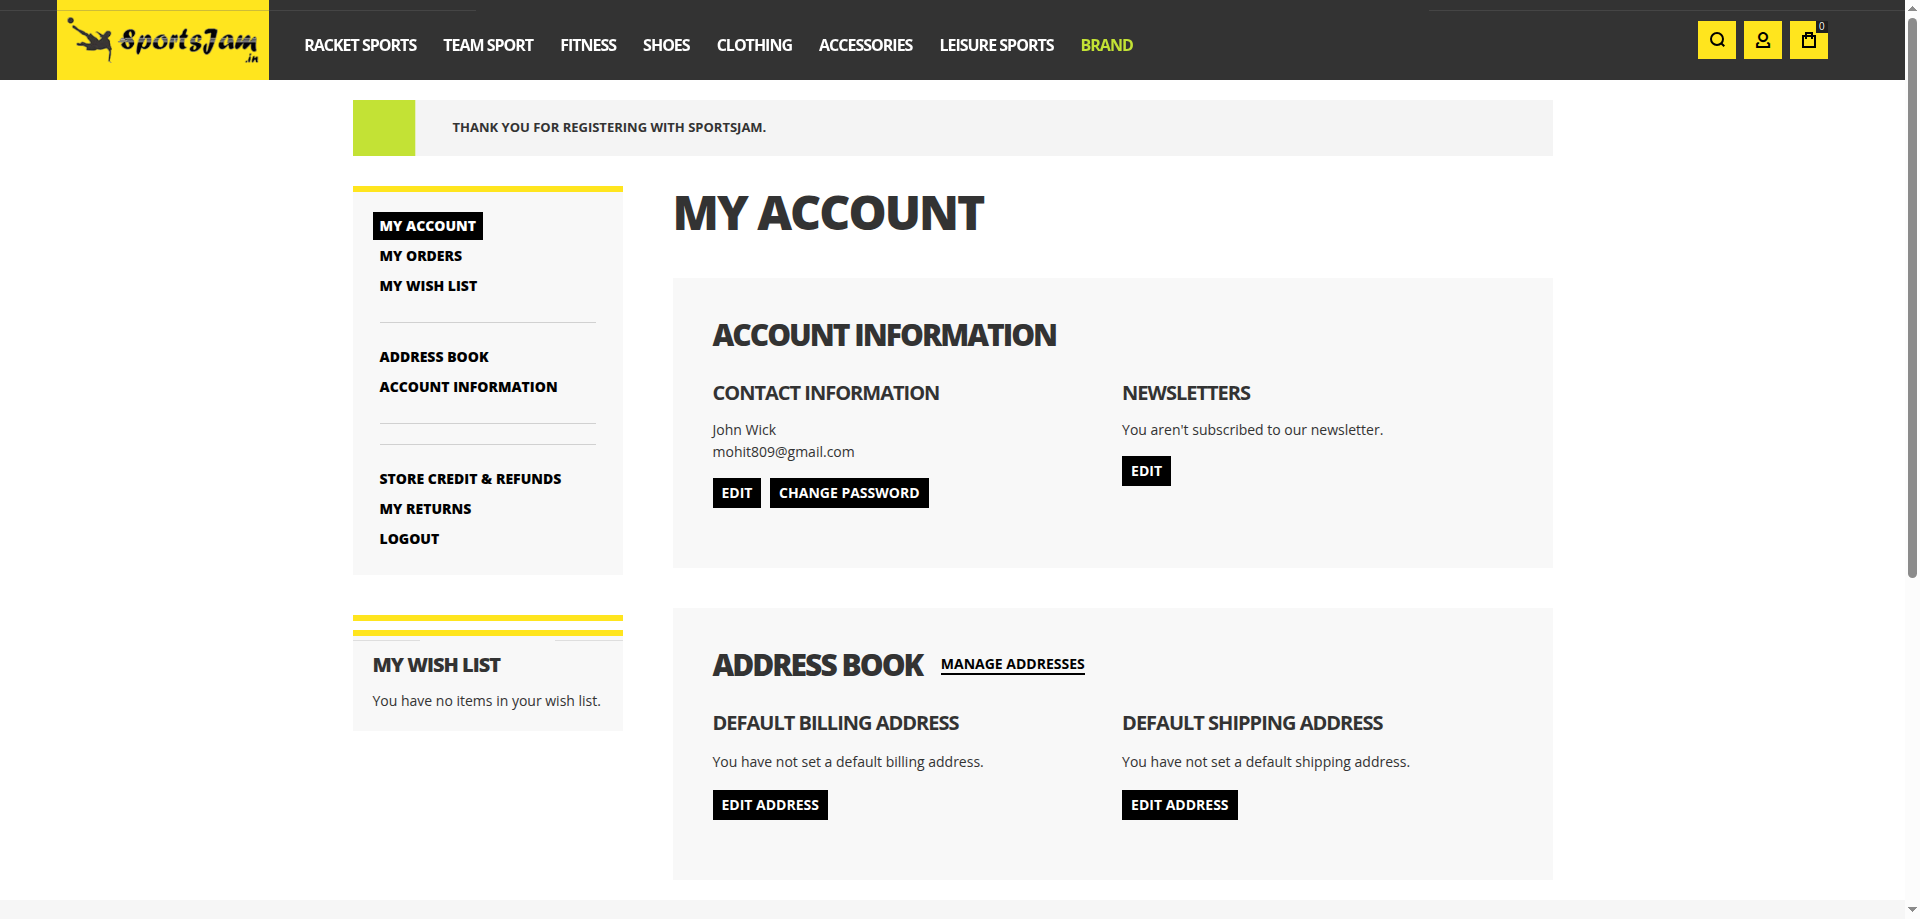 SportsJam
.in
RACKET SPORTS TEAM SPORT FITNESS SHOES CLOTHING ACCESSORIES LEISURE SPORTS BRAND
0
THANK YOU FOR REGISTERING WITH SPORTSJAM.
MY ACCOUNT
MY ORDERS
MY WISH LIST
ADDRESS BOOK
ACCOUNT INFORMATION
STORE CREDIT & REFUNDS
MY RETURNS
LOGOUT
MY WISH LIST
You have no items in your wish list.
MY ACCOUNT
ACCOUNT INFORMATION
CONTACT INFORMATION
John Wick
mohit809@gmail.com
EDIT CHANGE PASSWORD
NEWSLETTERS
You aren't subscribed to our newsletter.
EDIT
ADDRESS BOOK MANAGE ADDRESSES
DEFAULT BILLING ADDRESS
You have not set a default billing address.
EDIT ADDRESS
DEFAULT SHIPPING ADDRESS
You have not set a default shipping address.
EDIT ADDRESS